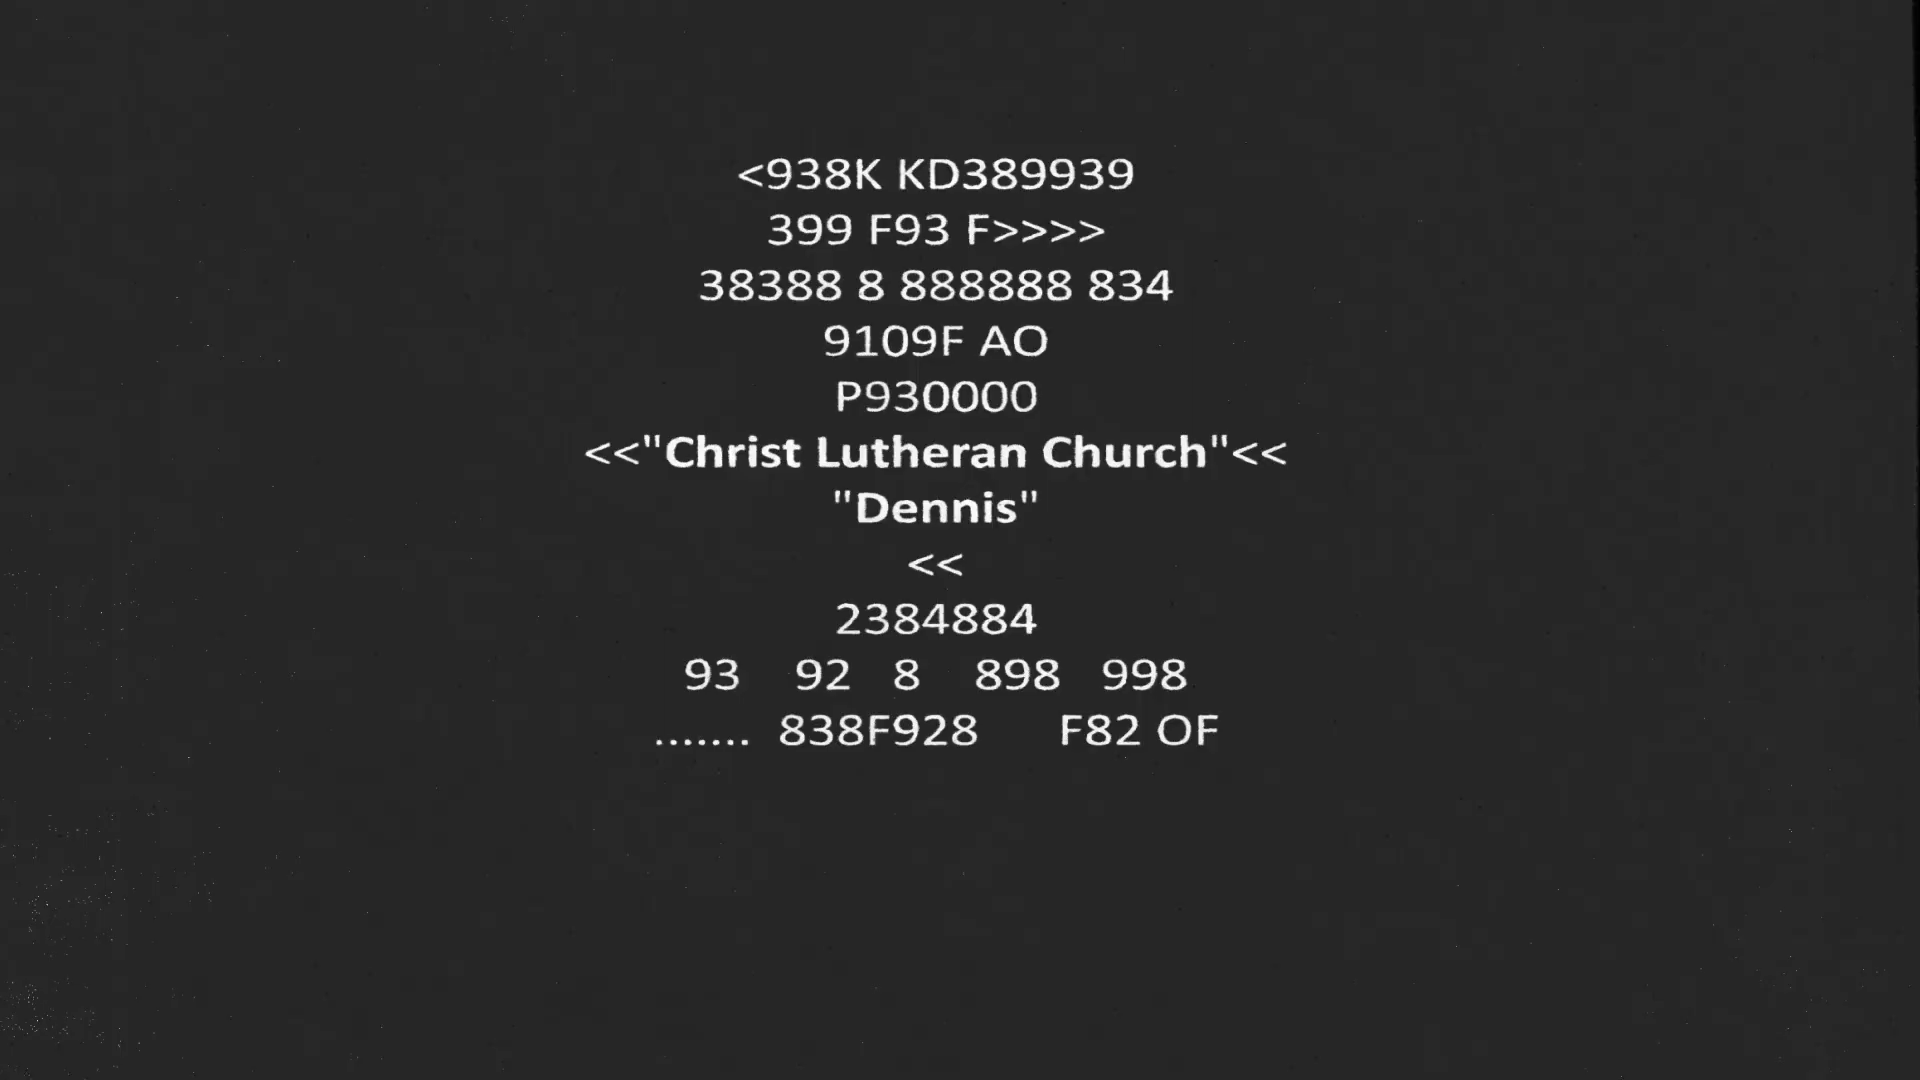 <938K KD389939
399 F93 F>>>>
38388 8 888888 834
9109F AO
P930000
<<"Christ Lutheran Church"<<
"Dennis"
<<
2384884
93 92 8 898 998
....... 838F928 F82 OF